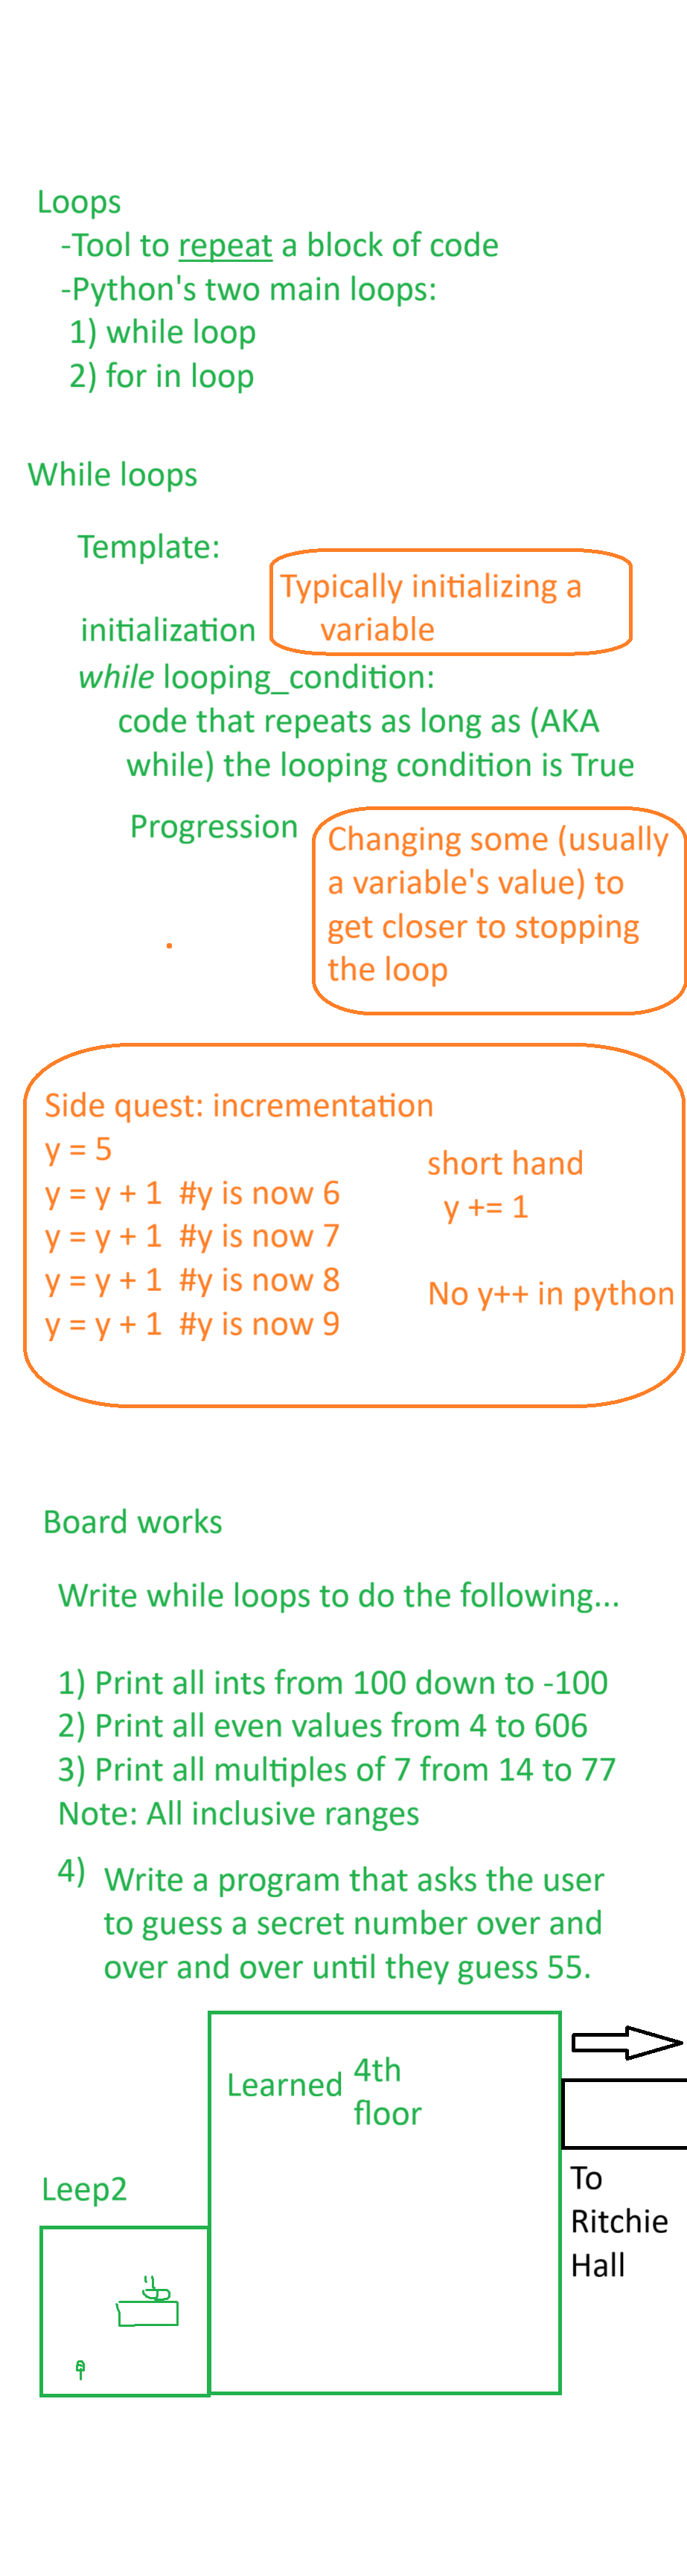 Loops
-Tool to repeat a block of code
-Python's two main loops:
1) while loop
2) for in loop
While loops
Template:
Typically initializing a
variable
initialization
while looping_condition:
code that repeats as long as (AKA
while) the looping condition is True
Progression
Changing some (usually
a variable's value) to
get closer to stopping
the loop
Side quest: incrementation
y = 5
y = y + 1 #y is now 6
y = y + 1 #y is now 7
y = y + 1 #y is now 8
y = y + 1 #y is now 9
short hand
y += 1
No y++ in python
Board works
Write while loops to do the following...
1) Print all ints from 100 down to -100
2) Print all even values from 4 to 606
3) Print all multiples of 7 from 14 to 77
Note: All inclusive ranges
4) Write a program that asks the user
to guess a secret number over and
over and over until they guess 55.
Learned 4th
floor
Leep2
To
Ritchie
Hall